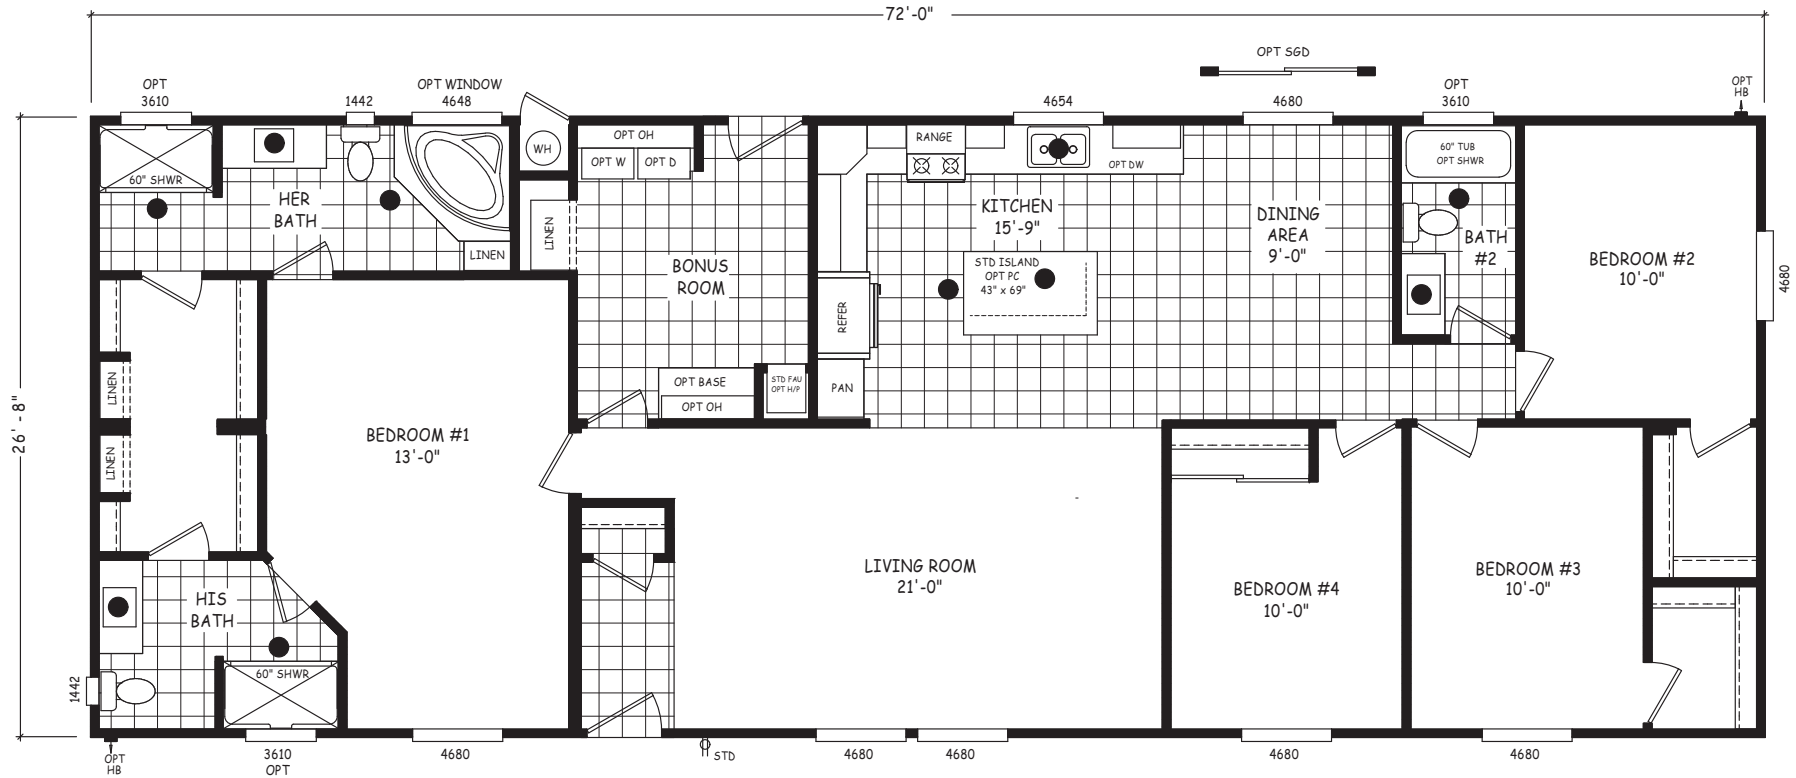 72'-0"
OPT SGD
OPT
3610
1442
OPT WINDOW
4648
4654
4680
OPT
3610
OPT
HB
60" SHWR
HER
BATH
LINEN
WH
LINEN
OPT OH
OPT W
OPT D
BONUS
ROOM
OPT BASE
OPT OH
STD FAU
OPT H/P
RANGE
OPT DW
KITCHEN
15'-9"
STD ISLAND
OPT PC
43" x 69"
REFER
PAN
DINING
AREA
9'-0"
60" TUB
OPT SHWR
BATH
#2
BEDROOM #2
10'-0"
4680
26'-8"
LINEN
LINEN
BEDROOM #1
13'-0"
HIS
BATH
60" SHWR
1442
LIVING ROOM
21'-0"
BEDROOM #4
10'-0"
BEDROOM #3
10'-0"
OPT
HB
3610
OPT
4680
STD
4680
4680
4680
4680